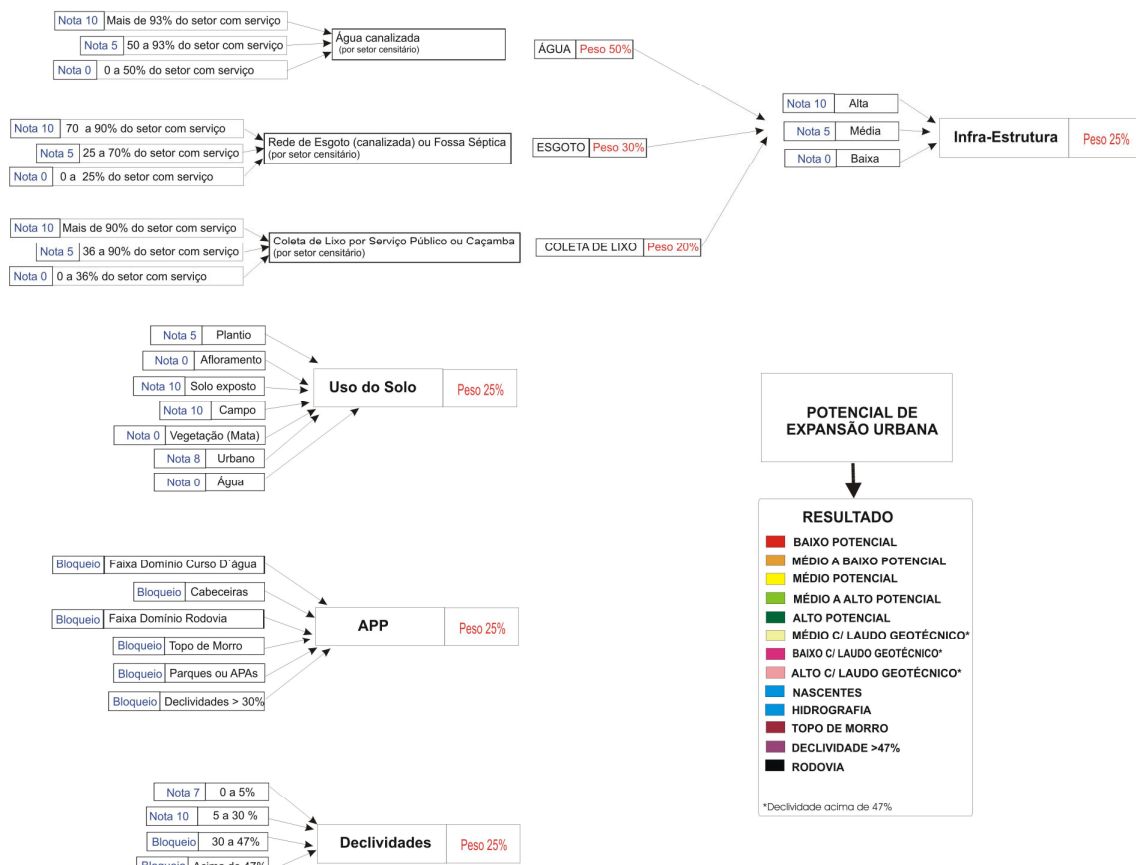 Nota 10 Mais de 93% do setor com serviço
Nota 5 50 a 93% do setor com serviço
Nota 0 0 a 50% do setor com serviço
Água canalizada
(por setor censitário)
ÁGUA Peso 50%
Nota 10 70 a 90% do setor com serviço
Nota 5 25 a 70% do setor com serviço
Nota 0 0 a 25% do setor com serviço
Rede de Esgoto (canalizada) ou Fossa Séptica
(por setor censitário)
ESGOTO Peso 30%
Nota 10 Mais de 90% do setor com serviço
Nota 5 36 a 90% do setor com serviço
Nota 0 0 a 36% do setor com serviço
Coleta de Lixo por Serviço Público ou Caçamba
(por setor censitário)
COLETA DE LIXO Peso 20%
Nota 10 Alta
Nota 5 Média
Nota 0 Baixa
Infra-Estrutura Peso 25%
Nota 5 Plantio
Nota 0 Afloramento
Nota 10 Solo exposto
Nota 10 Campo
Nota 0 Vegetação (Mata)
Nota 8 Urbano
Nota 0 Água
Uso do Solo Peso 25%
Bloqueio Faixa Domínio Curso D´água
Bloqueio Cabeceiras
Bloqueio Faixa Domínio Rodovia
Bloqueio Topo de Morro
Bloqueio Parques ou APAs
Bloqueio Declividades > 30%
APP Peso 25%
Nota 7 0 a 5%
Nota 10 5 a 30 %
Bloqueio 30 a 47%
Bloqueio Acima de 47%
Declividades Peso 25%
POTENCIAL DE
EXPANSÃO URBANA
RESULTADO
BAIXO POTENCIAL
MÉDIO A BAIXO POTENCIAL
MÉDIO POTENCIAL
MÉDIO A ALTO POTENCIAL
ALTO POTENCIAL
MÉDIO C/ LAUDO GEOTÉCNICO*
BAIXO C/ LAUDO GEOTÉCNICO*
ALTO C/ LAUDO GEOTÉCNICO*
NASCENTES
HIDROGRAFIA
TOPO DE MORRO
DECLIVIDADE >47%
RODOVIA
*Declividade acima de 47%